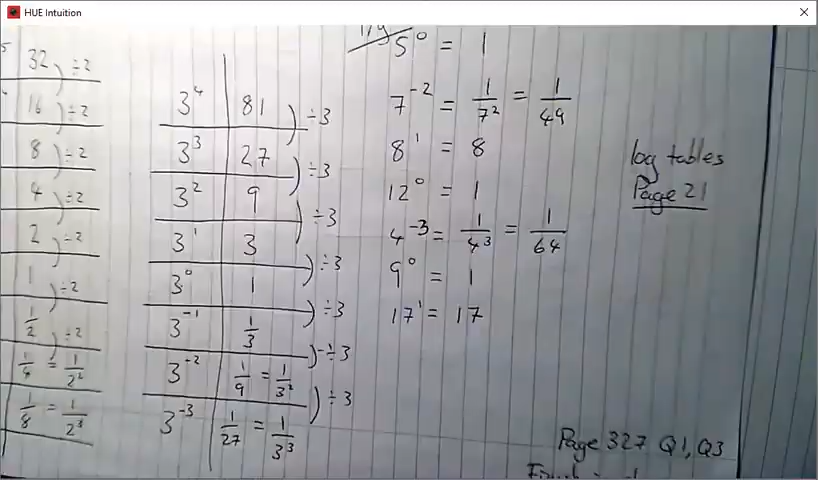 HUE Intuition
32 ÷2
16 ÷2
8 ÷2
4 ÷2
2 ÷2
1 ÷2
1/2 ÷2
1/4 = 1/2²
1/8 = 1/2³
3⁴ 81 ÷3
3³ 27 ÷3
3² 9 ÷3
3¹ 3 ÷3
3⁰ 1 ÷3
3⁻¹ 1/3 ÷3
3⁻² 1/9 = 1/3² ÷3
3⁻³ 1/27 = 1/3³
5⁰ = 1
7⁻² = 1/7² = 1/49
8¹ = 8
12⁰ = 1
4⁻³ = 1/4³ = 1/64
9⁰ = 1
17¹ = 17
log tables
Page 21
Page 327 Q1, Q3